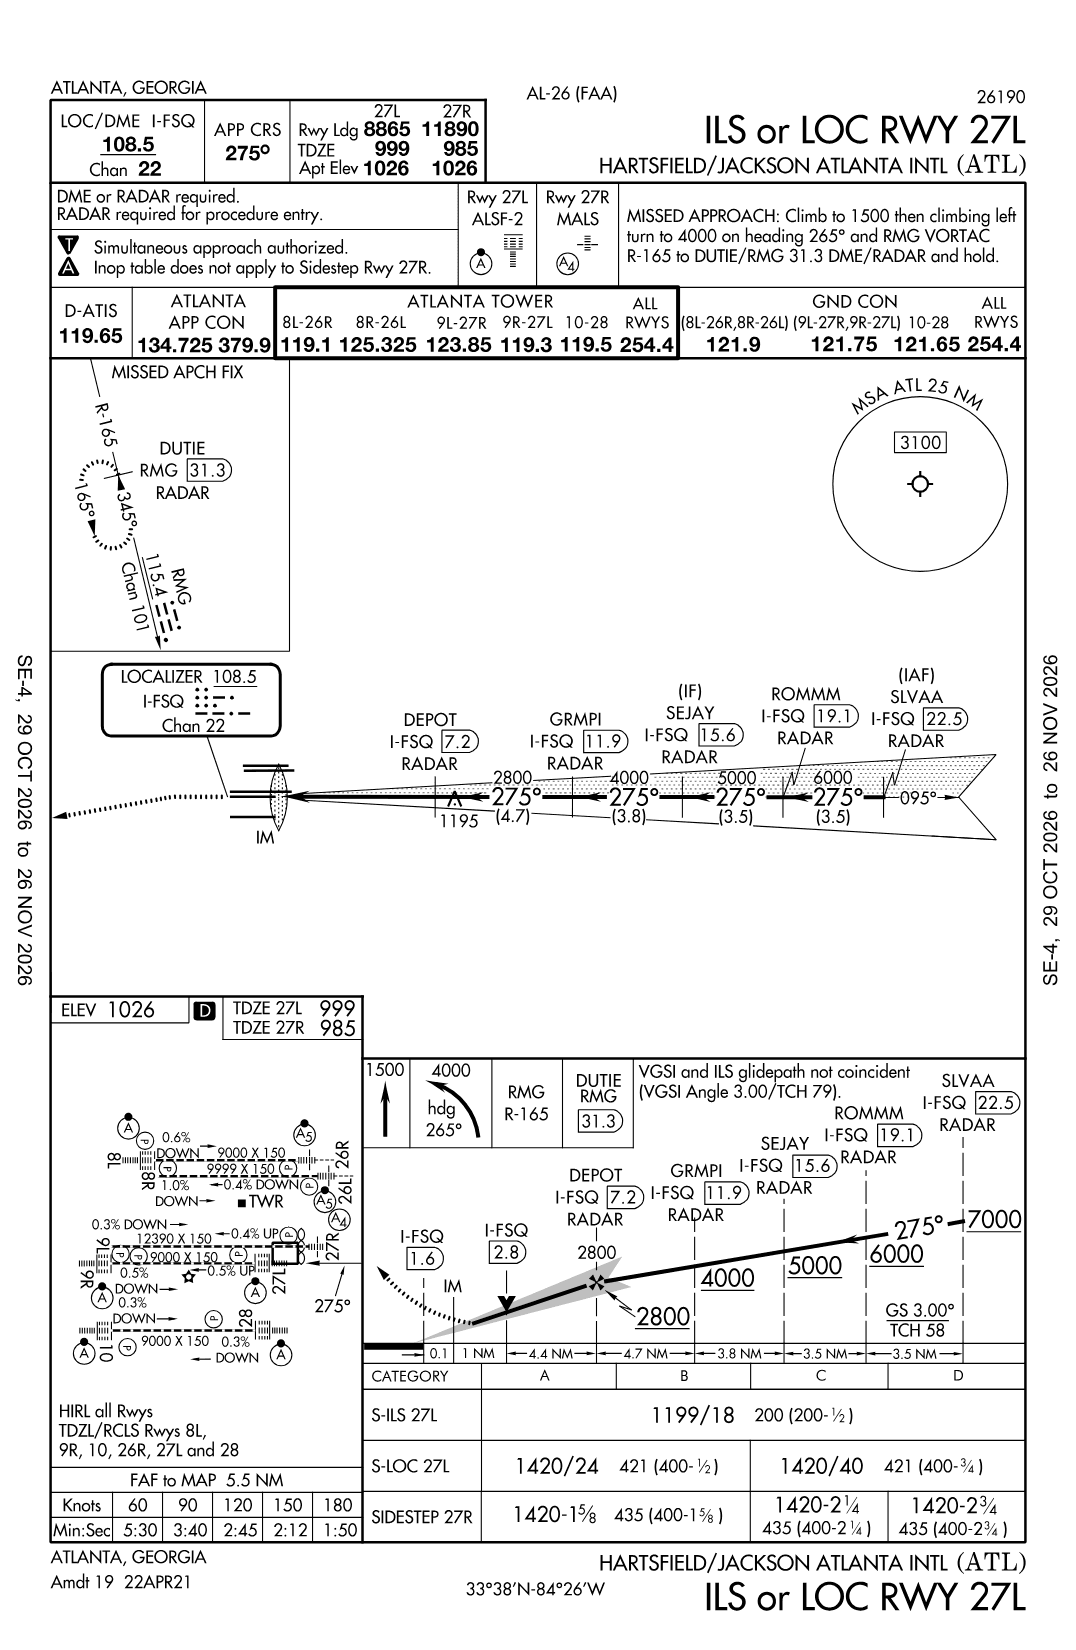 ATLANTA, GEORGIA
AL-26 (FAA)
26190
LOC/DME I-FSQ
108.5
Chan 22
APP CRS
275°
27L 27R
Rwy Ldg 8865 11890
TDZE 999 985
Apt Elev 1026 1026
ILS or LOC RWY 27L
HARTSFIELD/JACKSON ATLANTA INTL (ATL)
DME or RADAR required.
RADAR required for procedure entry.
T Simultaneous approach authorized.
A Inop table does not apply to Sidestep Rwy 27R.
Rwy 27L
ALSF-2
A
Rwy 27R
MALS
A4
MISSED APPROACH: Climb to 1500 then climbing left
turn to 4000 on heading 265° and RMG VORTAC
R-165 to DUTIE/RMG 31.3 DME/RADAR and hold.
D-ATIS
119.65
ATLANTA
APP CON
134.725 379.9
ATLANTA TOWER ALL
8L-26R 8R-26L 9L-27R 9R-27L 10-28 RWYS
119.1 125.325 123.85 119.3 119.5 254.4
GND CON ALL
(8L-26R,8R-26L) (9L-27R,9R-27L) 10-28 RWYS
121.9 121.75 121.65 254.4
MISSED APCH FIX
R-165
DUTIE
RMG 31.3
RADAR
165°
345°
RMG
115.4
Chan 101
MSA ATL 25 NM
3100
LOCALIZER 108.5
I-FSQ
Chan 22
IM
DEPOT
I-FSQ 7.2
RADAR
GRMPI
I-FSQ 11.9
RADAR
(IF)
SEJAY
I-FSQ 15.6
RADAR
ROMMM
I-FSQ 19.1
RADAR
(IAF)
SLVAA
I-FSQ 22.5
RADAR
2800 4000 5000 6000
275° 275° 275° 275° 095°
1195 (4.7) (3.8) (3.5) (3.5)
SE-4, 29 OCT 2026 to 26 NOV 2026
SE-4, 29 OCT 2026 to 26 NOV 2026
ELEV 1026
D
TDZE 27L 999
TDZE 27R 985
A
P
0.6%
DOWN
9000 X 150
A5
8L
26R
P
9999 X 150
P
8R
1.0%
DOWN
0.4% DOWN
P
26L
TWR
A5
A4
0.3% DOWN
12390 X 150
0.4% UP
P
9L
27R
P
P
9000 X 150
P
9R
0.5%
DOWN
0.5% UP
27L
A
A
275°
0.3%
DOWN
P
28
9000 X 150
0.3%
DOWN
10
P
A
A
HIRL all Rwys
TDZL/RCLS Rwys 8L,
9R, 10, 26R, 27L and 28
FAF to MAP 5.5 NM
Knots 60 90 120 150 180
Min:Sec 5:30 3:40 2:45 2:12 1:50
1500
4000
hdg
265°
RMG
R-165
DUTIE
RMG
31.3
VGSI and ILS glidepath not coincident
(VGSI Angle 3.00/TCH 79).
SLVAA
I-FSQ 22.5
RADAR
ROMMM
I-FSQ 19.1
RADAR
SEJAY
I-FSQ 15.6
RADAR
GRMPI
I-FSQ 11.9
RADAR
DEPOT
I-FSQ 7.2
RADAR
I-FSQ
2.8
I-FSQ
1.6
IM
2800
2800
4000
5000
6000
275°
7000
GS 3.00°
TCH 58
0.1 1 NM 4.4 NM 4.7 NM 3.8 NM 3.5 NM 3.5 NM
CATEGORY A B C D
S-ILS 27L 1199/18 200 (200-½)
S-LOC 27L 1420/24 421 (400-½) 1420/40 421 (400-¾)
SIDESTEP 27R 1420-1⅝ 435 (400-1⅝) 1420-2¼ 435 (400-2¼) 1420-2¾ 435 (400-2¾)
ATLANTA, GEORGIA
Amdt 19 22APR21
33°38'N-84°26'W
HARTSFIELD/JACKSON ATLANTA INTL (ATL)
ILS or LOC RWY 27L